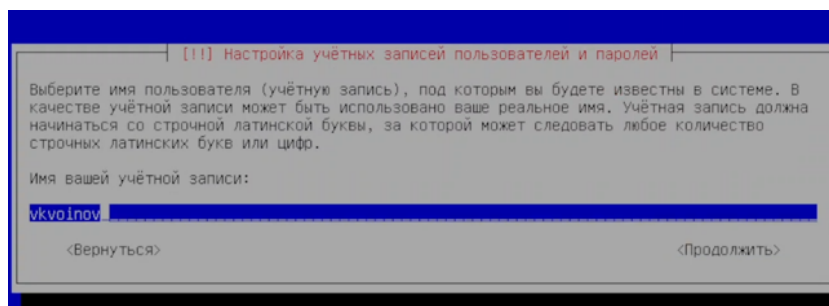 [!!] Настройка учётных записей пользователей и паролей
Выберите имя пользователя (учётную запись), под которым вы будете известны в системе. В
качестве учётной записи может быть использовано ваше реальное имя. Учётная запись должна
начинаться со строчной латинской буквы, за которой может следовать любое количество
строчных латинских букв или цифр.
Имя вашей учётной записи:
vkvoinov
<Вернуться> <Продолжить>